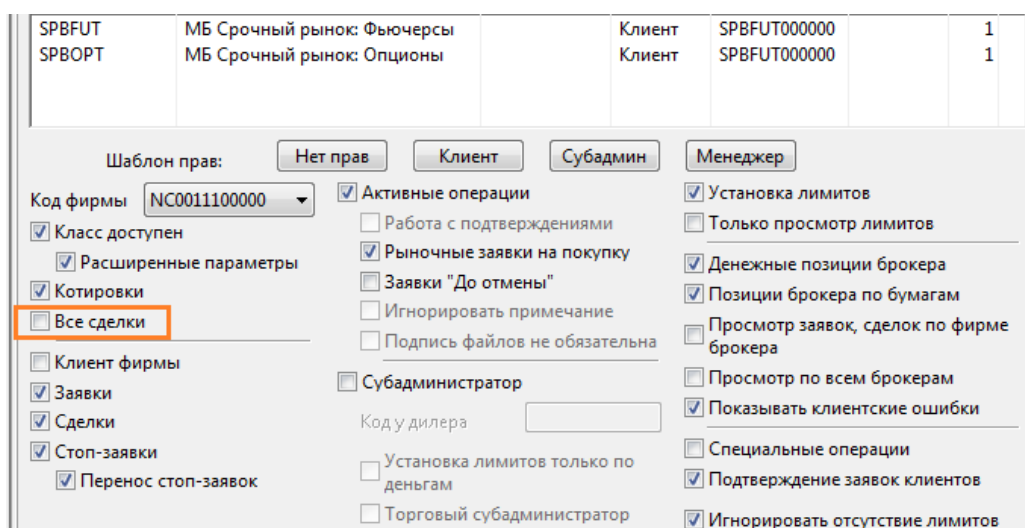 SPBFUT МБ Срочный рынок: Фьючерсы Клиент SPBFUT000000 1
SPBOPT МБ Срочный рынок: Опционы Клиент SPBFUT000000 1
Шаблон прав: Нет прав Клиент Субадмин Менеджер
Код фирмы NC0011100000
Класс доступен
Расширенные параметры
Котировки
Все сделки
Клиент фирмы
Заявки
Сделки
Стоп-заявки
Перенос стоп-заявок
Активные операции
Работа с подтверждениями
Рыночные заявки на покупку
Заявки "До отмены"
Игнорировать примечание
Подпись файлов не обязательна
Субадминистратор
Код у дилера
Установка лимитов только по
деньгам
Торговый субадминистратор
Установка лимитов
Только просмотр лимитов
Денежные позиции брокера
Позиции брокера по бумагам
Просмотр заявок, сделок по фирме
брокера
Просмотр по всем брокерам
Показывать клиентские ошибки
Специальные операции
Подтверждение заявок клиентов
Игнорировать отсутствие лимитов